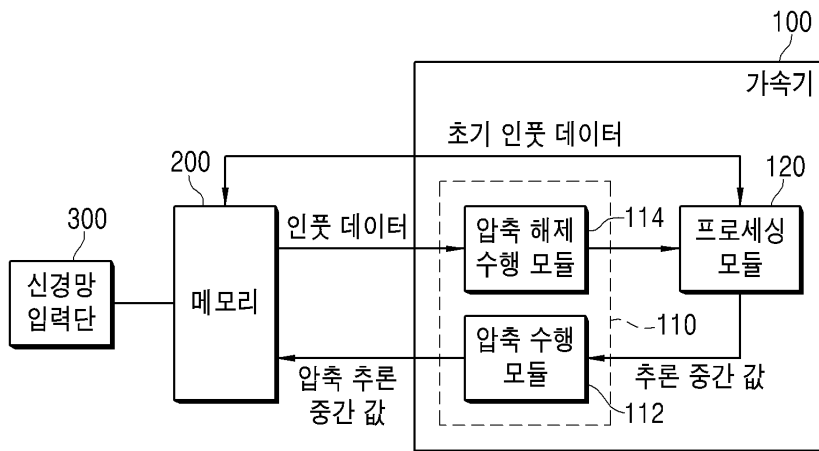 100
가속기
초기 인풋 데이터
200
120
300
인풋 데이터
압축 해제
수행 모듈
114
프로세싱
모듈
신경망
입력단
메모리
110
압축 수행
모듈
압축 추론
중간 값
추론 중간 값
112